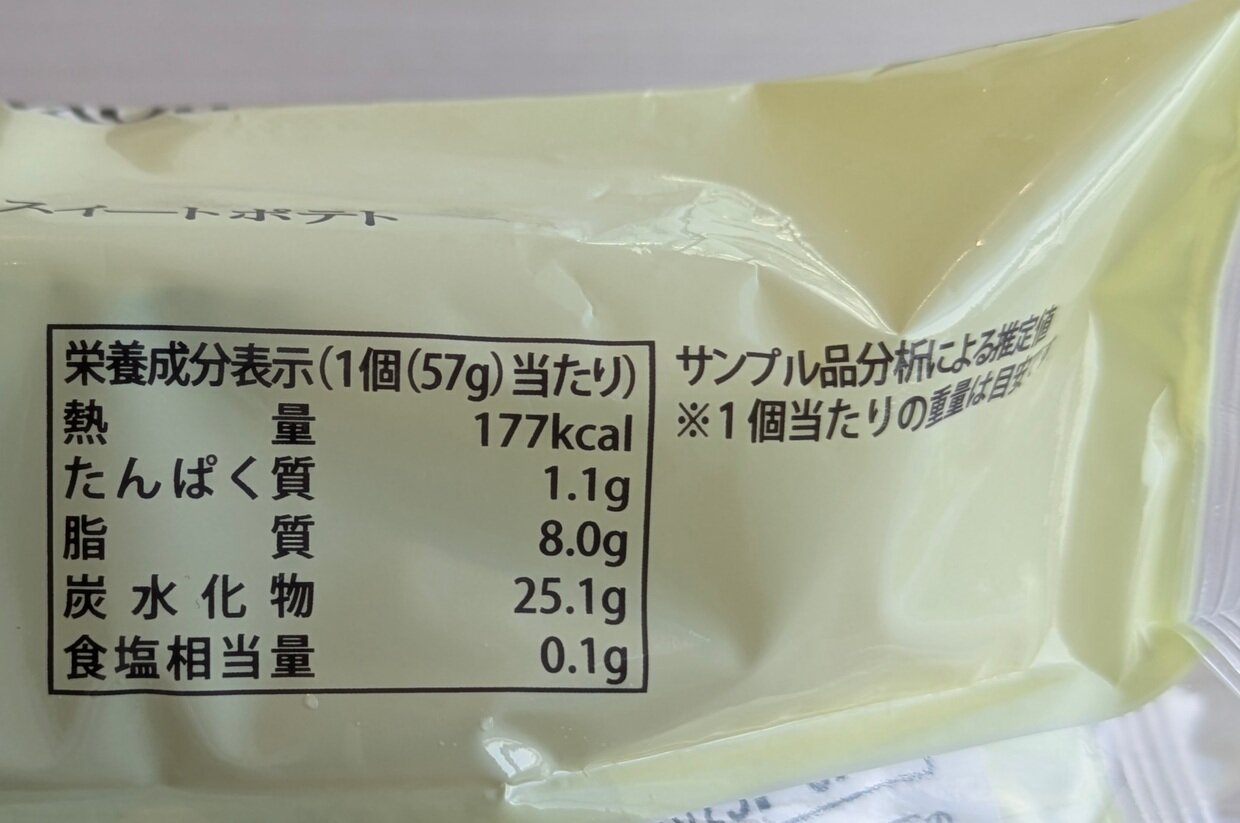 スイートポテト
栄養成分表示(1個(57g)当たり)
熱量 177kcal
たんぱく質 1.1g
脂質 8.0g
炭水化物 25.1g
食塩相当量 0.1g
サンプル品分析による推定値
※1個当たりの重量は目安です